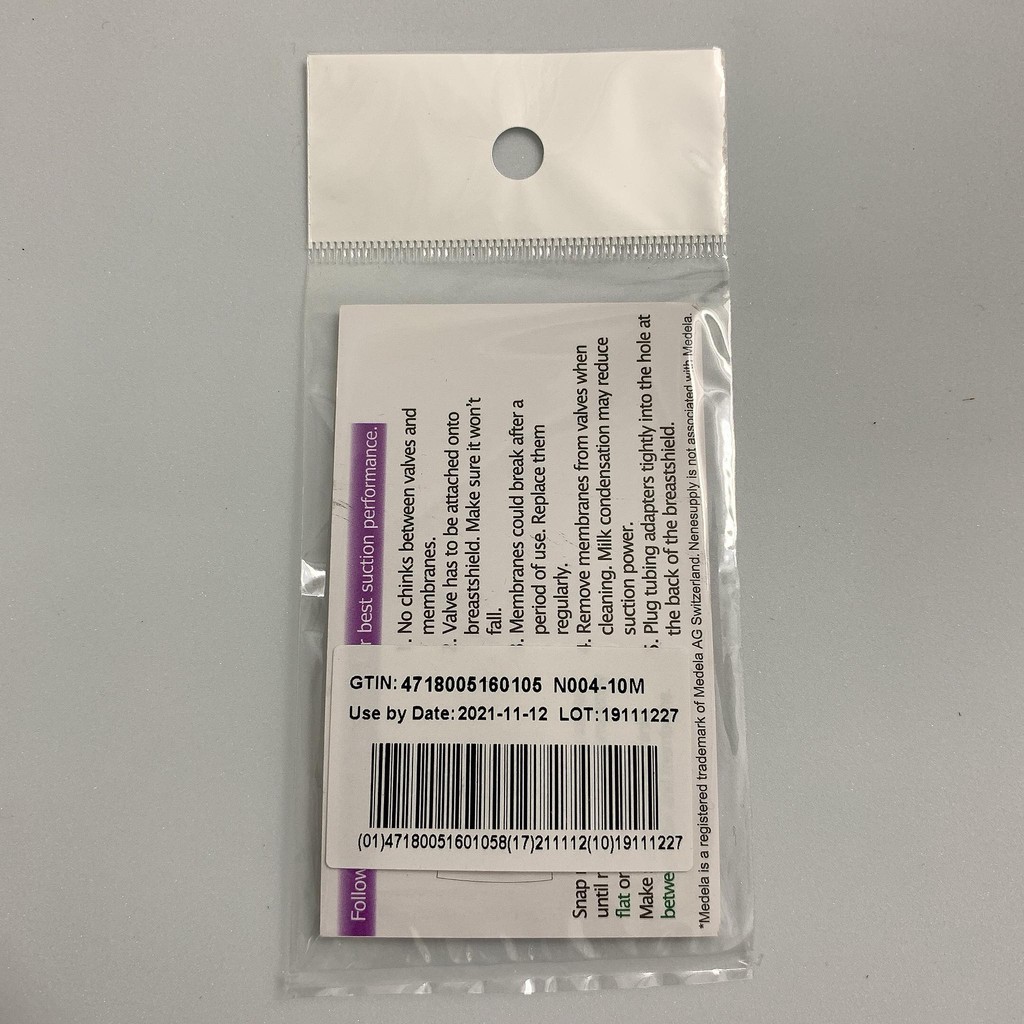 GTIN: 4718005160105 N004-10M
Use by Date: 2021-11-12 LOT: 19111227
(01)47180051601058(17)211112(10)19111227
Follow
r best suction performance.
. No chinks between valves and
membranes.
. Valve has to be attached onto
breastshield. Make sure it won't
fall.
. Membranes could break after a
period of use. Replace them
regularly.
. Remove membranes from valves when
cleaning. Milk condensation may reduce
suction power.
5. Plug tubing adapters tightly into the hole at
the back of the breastshield.
Snap
until
flat or
Make
betwe
*Medela is a registered trademark of Medela AG Switzerland. Nenesupply is not associated with Medela.